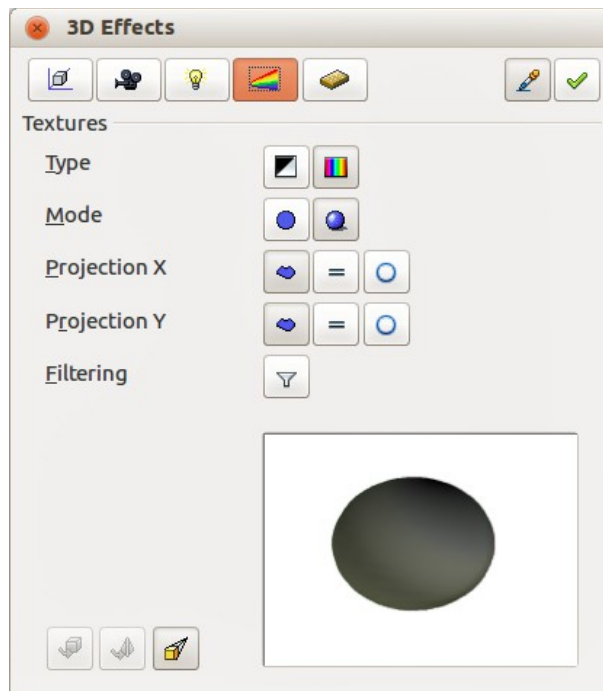 3D Effects
Textures
Type
Mode
Projection X
Projection Y
Filtering